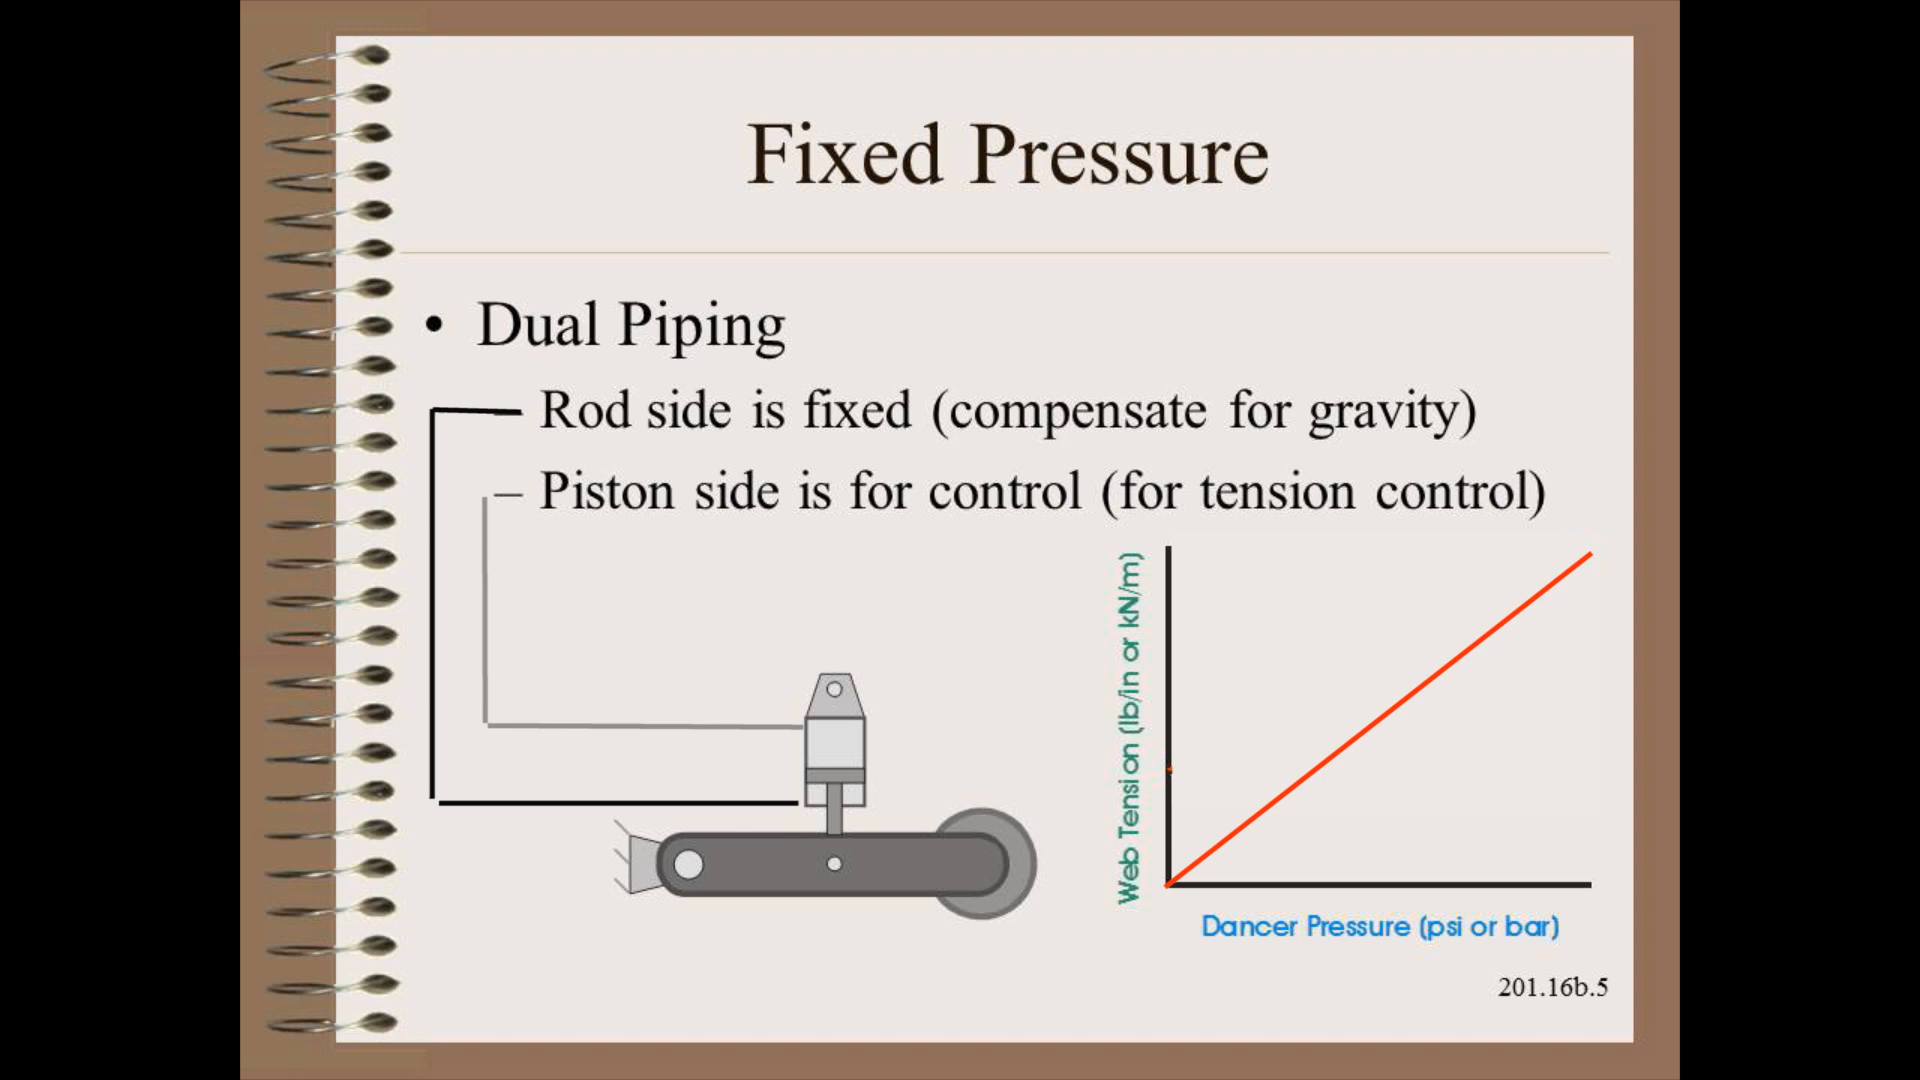 Fixed Pressure
• Dual Piping
– Rod side is fixed (compensate for gravity)
– Piston side is for control (for tension control)
Web Tension (lb/in or kN/m)
Dancer Pressure (psi or bar)
201.16b.5